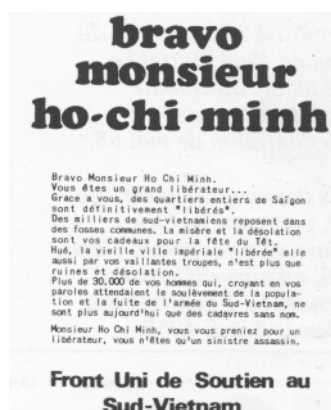 bravo
monsieur
ho-chi-minh
Bravo Monsieur Ho Chi Minh.
Vous êtes un grand libérateur...
Grace a vous, des quartiers entiers de Saïgon
sont définitivement "libérés".
Des milliers de sud-vietnamiens reposent dans
des fosses communes. La misère et la désolation
sont vos cadeaux pour la fête du Têt.
Hué, la vieille ville impériale "libérée" elle
aussi par vos vaillantes troupes, n'est plus que
ruines et désolation.
Plus de 30.000 de vos hommes qui, croyant en vos
paroles attendaient le soulèvement de la popula-
tion et la fuite de l'armée du Sud-Vietnam, ne
sont plus aujourd'hui que des cadavres sans nom.
Monsieur Ho Chi Minh, vous vous preniez pour un
libérateur, vous n'êtes qu'un sinistre assassin.
Front Uni de Soutien au
Sud-Vietnam